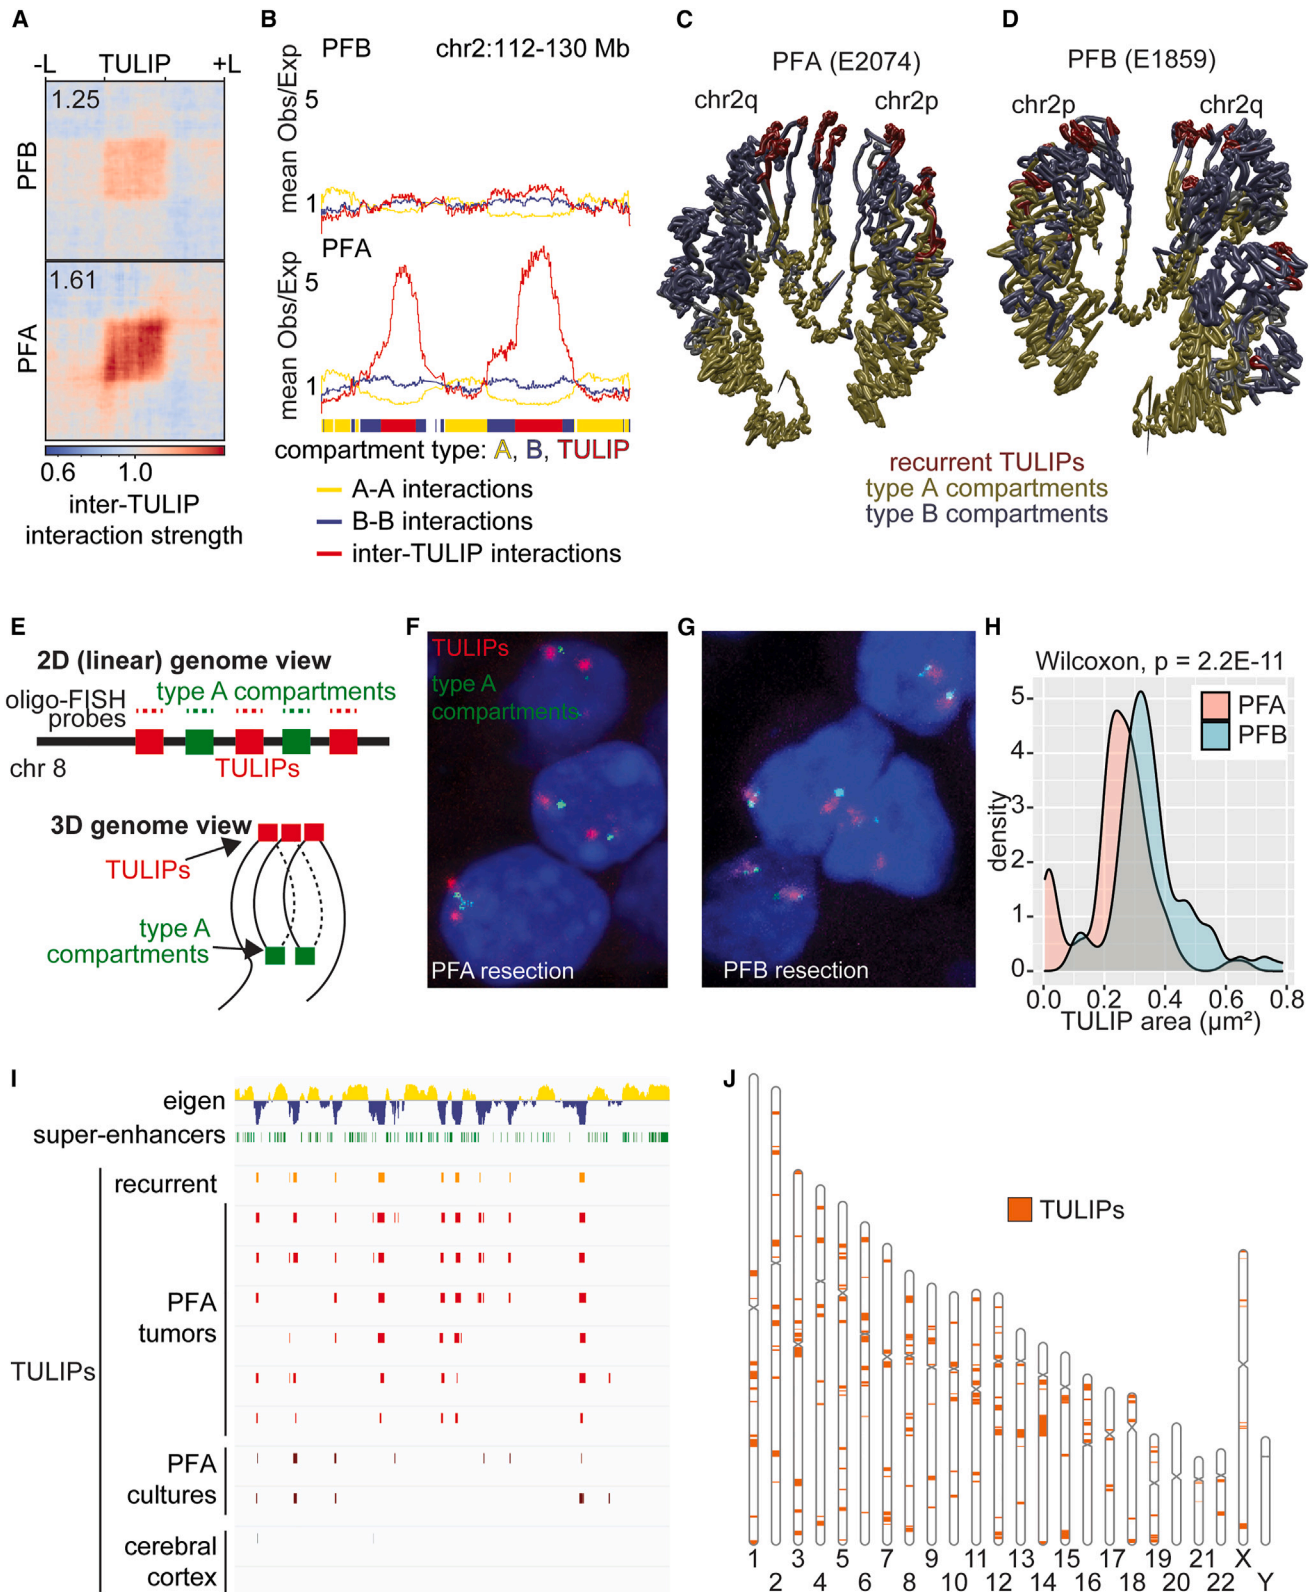 A
-L TULIP +L
1.25
PFB
1.61
PFA
0.6 1.0
inter-TULIP
interaction strength
B
PFB chr2:112-130 Mb
mean Obs/Exp
5
1
PFA
mean Obs/Exp
5
1
compartment type: A, B, TULIP
A-A interactions
B-B interactions
inter-TULIP interactions
C
PFA (E2074)
chr2q chr2p
D
PFB (E1859)
chr2p chr2q
recurrent TULIPs
type A compartments
type B compartments
E
2D (linear) genome view
oligo-FISH
probes
type A compartments
chr 8
TULIPs
3D genome view
TULIPs
type A
compartments
F
TULIPs
type A
compartments
PFA resection
G
PFB resection
H
Wilcoxon, p = 2.2E-11
PFA
PFB
density
5
4
3
2
1
0
0.0 0.2 0.4 0.6 0.8
TULIP area (µm²)
I
eigen
super-enhancers
recurrent
TULIPs
PFA
tumors
PFA
cultures
cerebral
cortex
J
TULIPs
1 3 5 7 9 11 13 15 17 19 21 X
2 4 6 8 10 12 14 16 18 20 22 Y